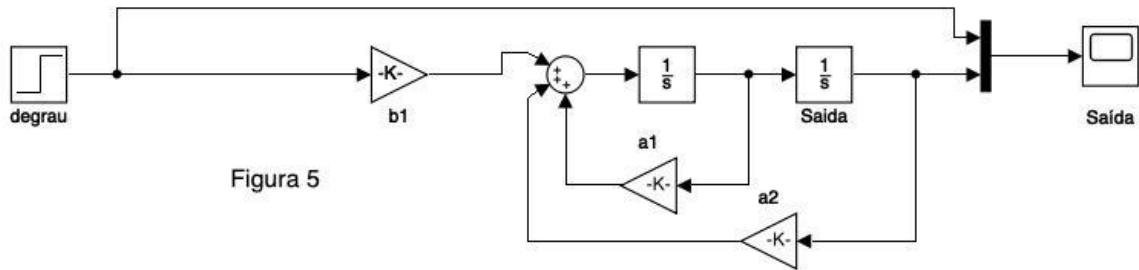 degrau
-K-
b1
+
+
+
1
s
1
s
Saida
Saída
a1
-K-
a2
-K-
Figura 5